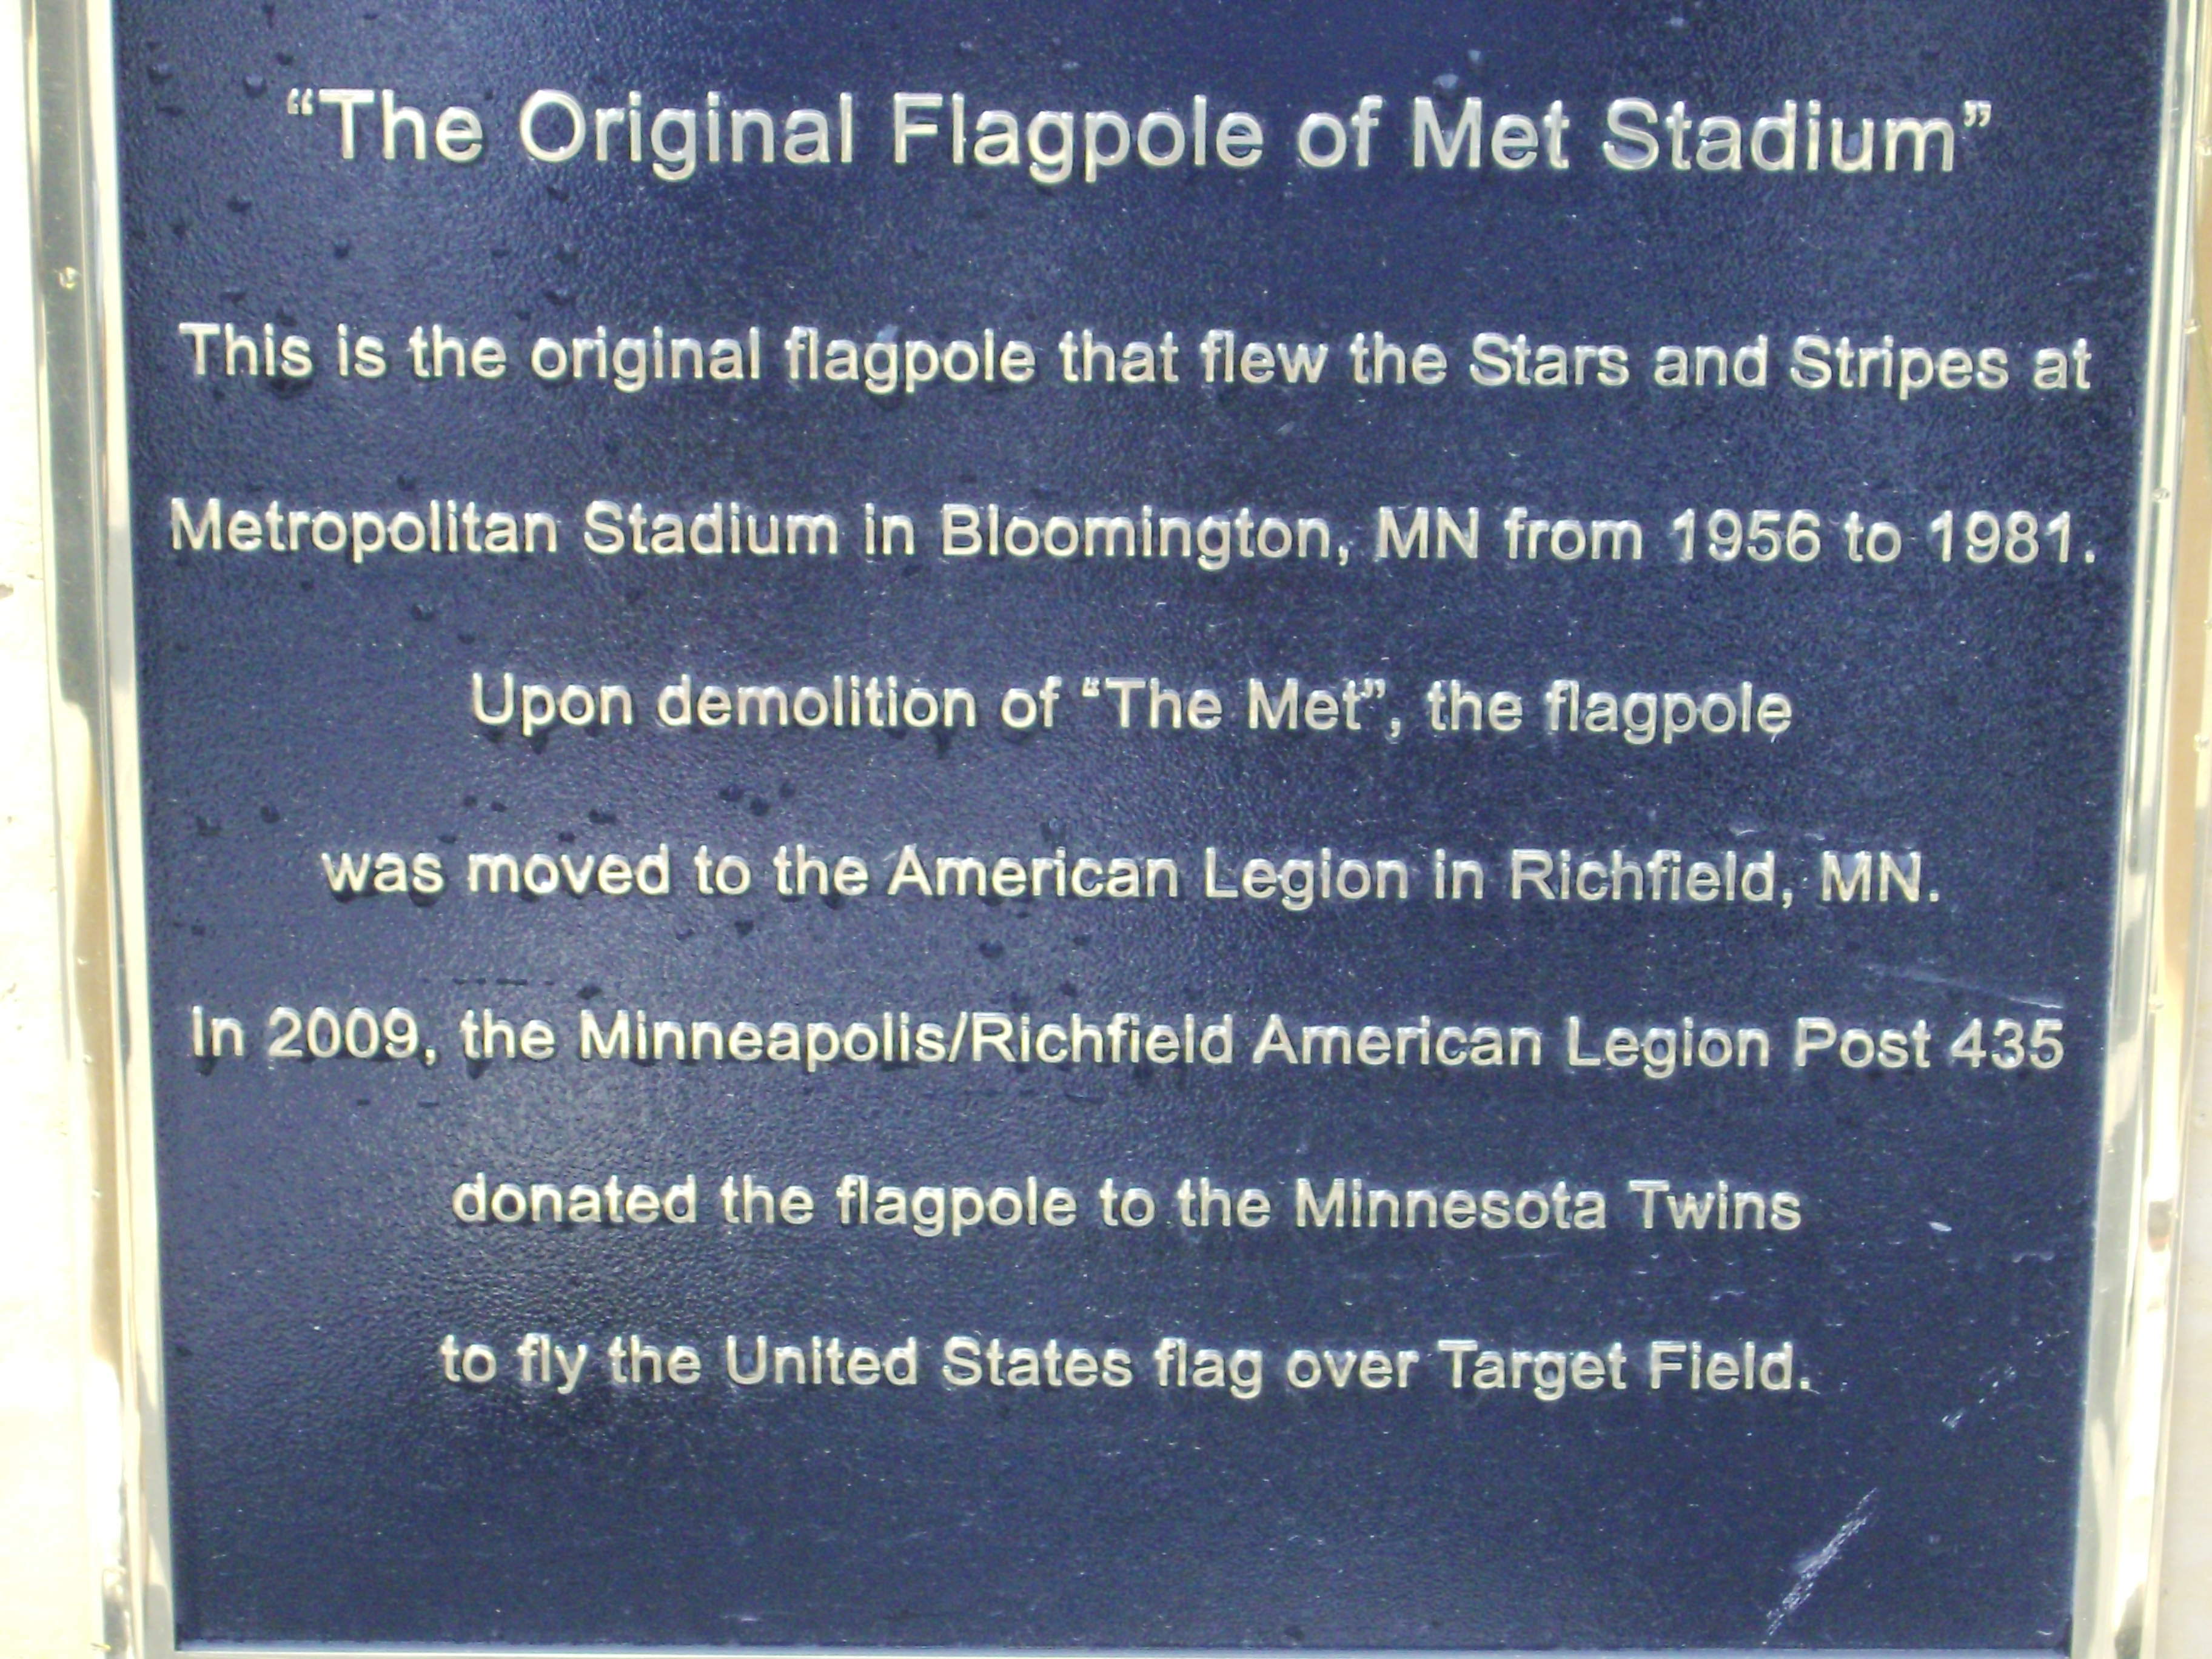 “The Original Flagpole of Met Stadium”
This is the original flagpole that flew the Stars and Stripes at
Metropolitan Stadium in Bloomington, MN from 1956 to 1981.
Upon demolition of “The Met”, the flagpole
was moved to the American Legion in Richfield, MN.
In 2009, the Minneapolis/Richfield American Legion Post 435
donated the flagpole to the Minnesota Twins
to fly the United States flag over Target Field.